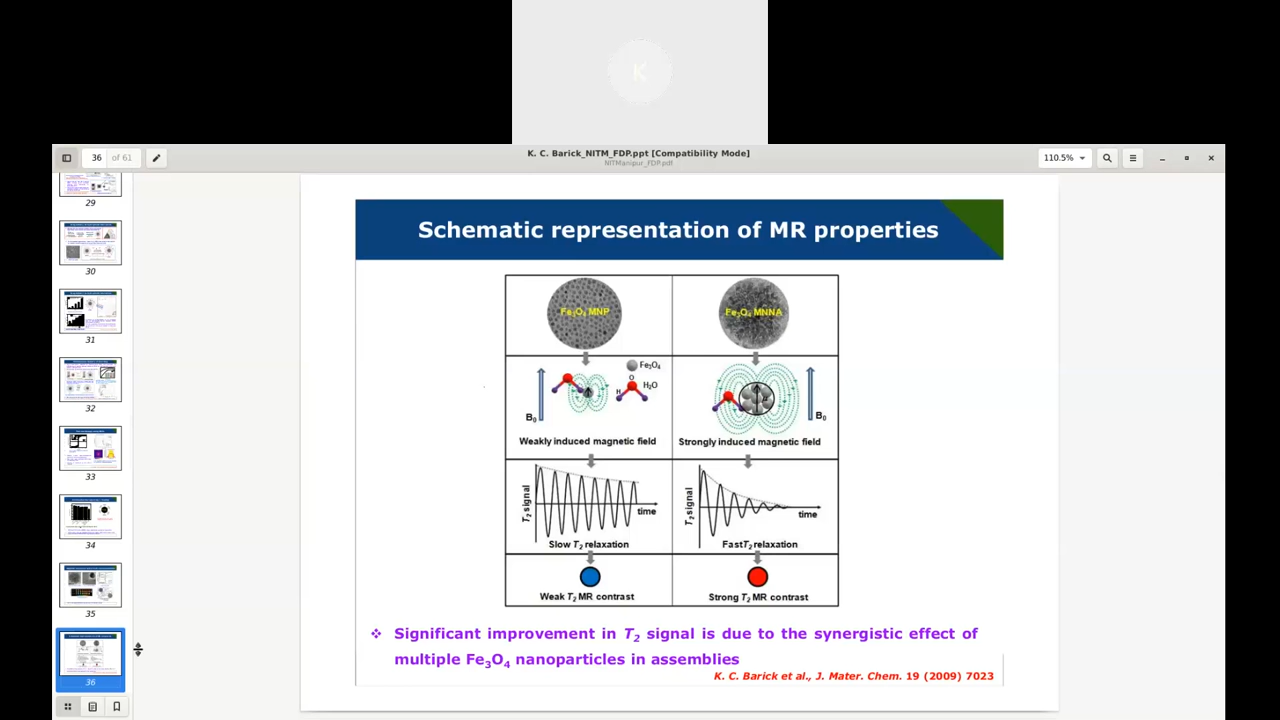 K
36 of 61
K. C. Barick_NITM_FDP.ppt [Compatibility Mode]
NITManipur_FDP.pdf
110.5%
29
30
31
32
33
34
35
36
Schematic representation of MR properties
Fe₃O₄ MNP
Fe₃O₄ MNNA
B₀
O
H
Fe₃O₄
H₂O
B₀
Weakly induced magnetic field
Strongly induced magnetic field
T₂ signal
time
T₂ signal
time
Slow T₂ relaxation
FastT₂ relaxation
Weak T₂ MR contrast
Strong T₂ MR contrast
❖ Significant improvement in T₂ signal is due to the synergistic effect of
multiple Fe₃O₄ nanoparticles in assemblies
K. C. Barick et al., J. Mater. Chem. 19 (2009) 7023